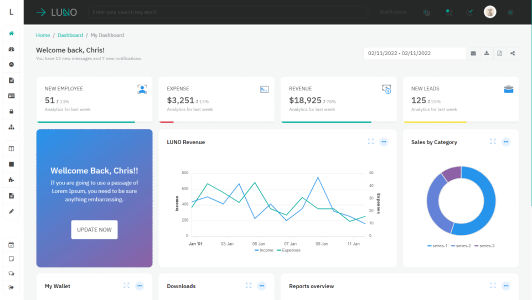 L
LUNO
Enter your search key word
Home / Dashboard / My Dashboard
Welcome back, Chris!
You have 12 new messages and 7 new notifications.
02/11/2022 - 02/11/2022
NEW EMPLOYEE
51
13%
Analytics for last week
EXPENSE
$3,251
12%
Analytics for last week
REVENUE
$18,925
78%
Analytics for last week
NEW LEADS
125
55%
Analytics for last week
Wellcome Back, Chris!!
If you are going to use a passage of
Lorem Ipsum, you need to be sure
anything embarrassing.
UPDATE NOW
LUNO Revenue
Income
800
600
400
200
0
50
40
30
20
10
0
Expenses
Jan '01
03 Jan
05 Jan
07 Jan
09 Jan
11 Jan
Income
Expenses
Sales by Category
series-1
series-2
series-3
My Wallet
Downloads
Reports overview